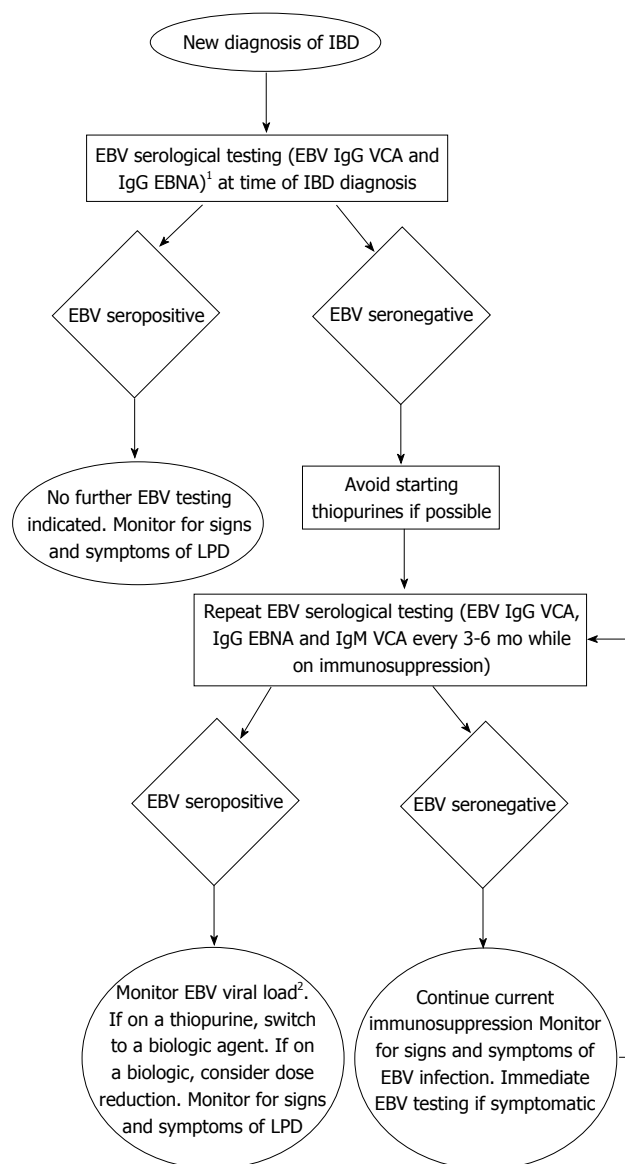 New diagnosis of IBD
EBV serological testing (EBV IgG VCA and
IgG EBNA)¹ at time of IBD diagnosis
EBV seropositive
EBV seronegative
No further EBV testing
indicated. Monitor for signs
and symptoms of LPD
Avoid starting
thiopurines if possible
Repeat EBV serological testing (EBV IgG VCA,
IgG EBNA and IgM VCA every 3-6 mo while
on immunosuppression)
EBV seropositive
EBV seronegative
Monitor EBV viral load².
If on a thiopurine, switch
to a biologic agent. If on
a biologic, consider dose
reduction. Monitor for signs
and symptoms of LPD
Continue current
immunosuppression Monitor
for signs and symptoms of
EBV infection. Immediate
EBV testing if symptomatic